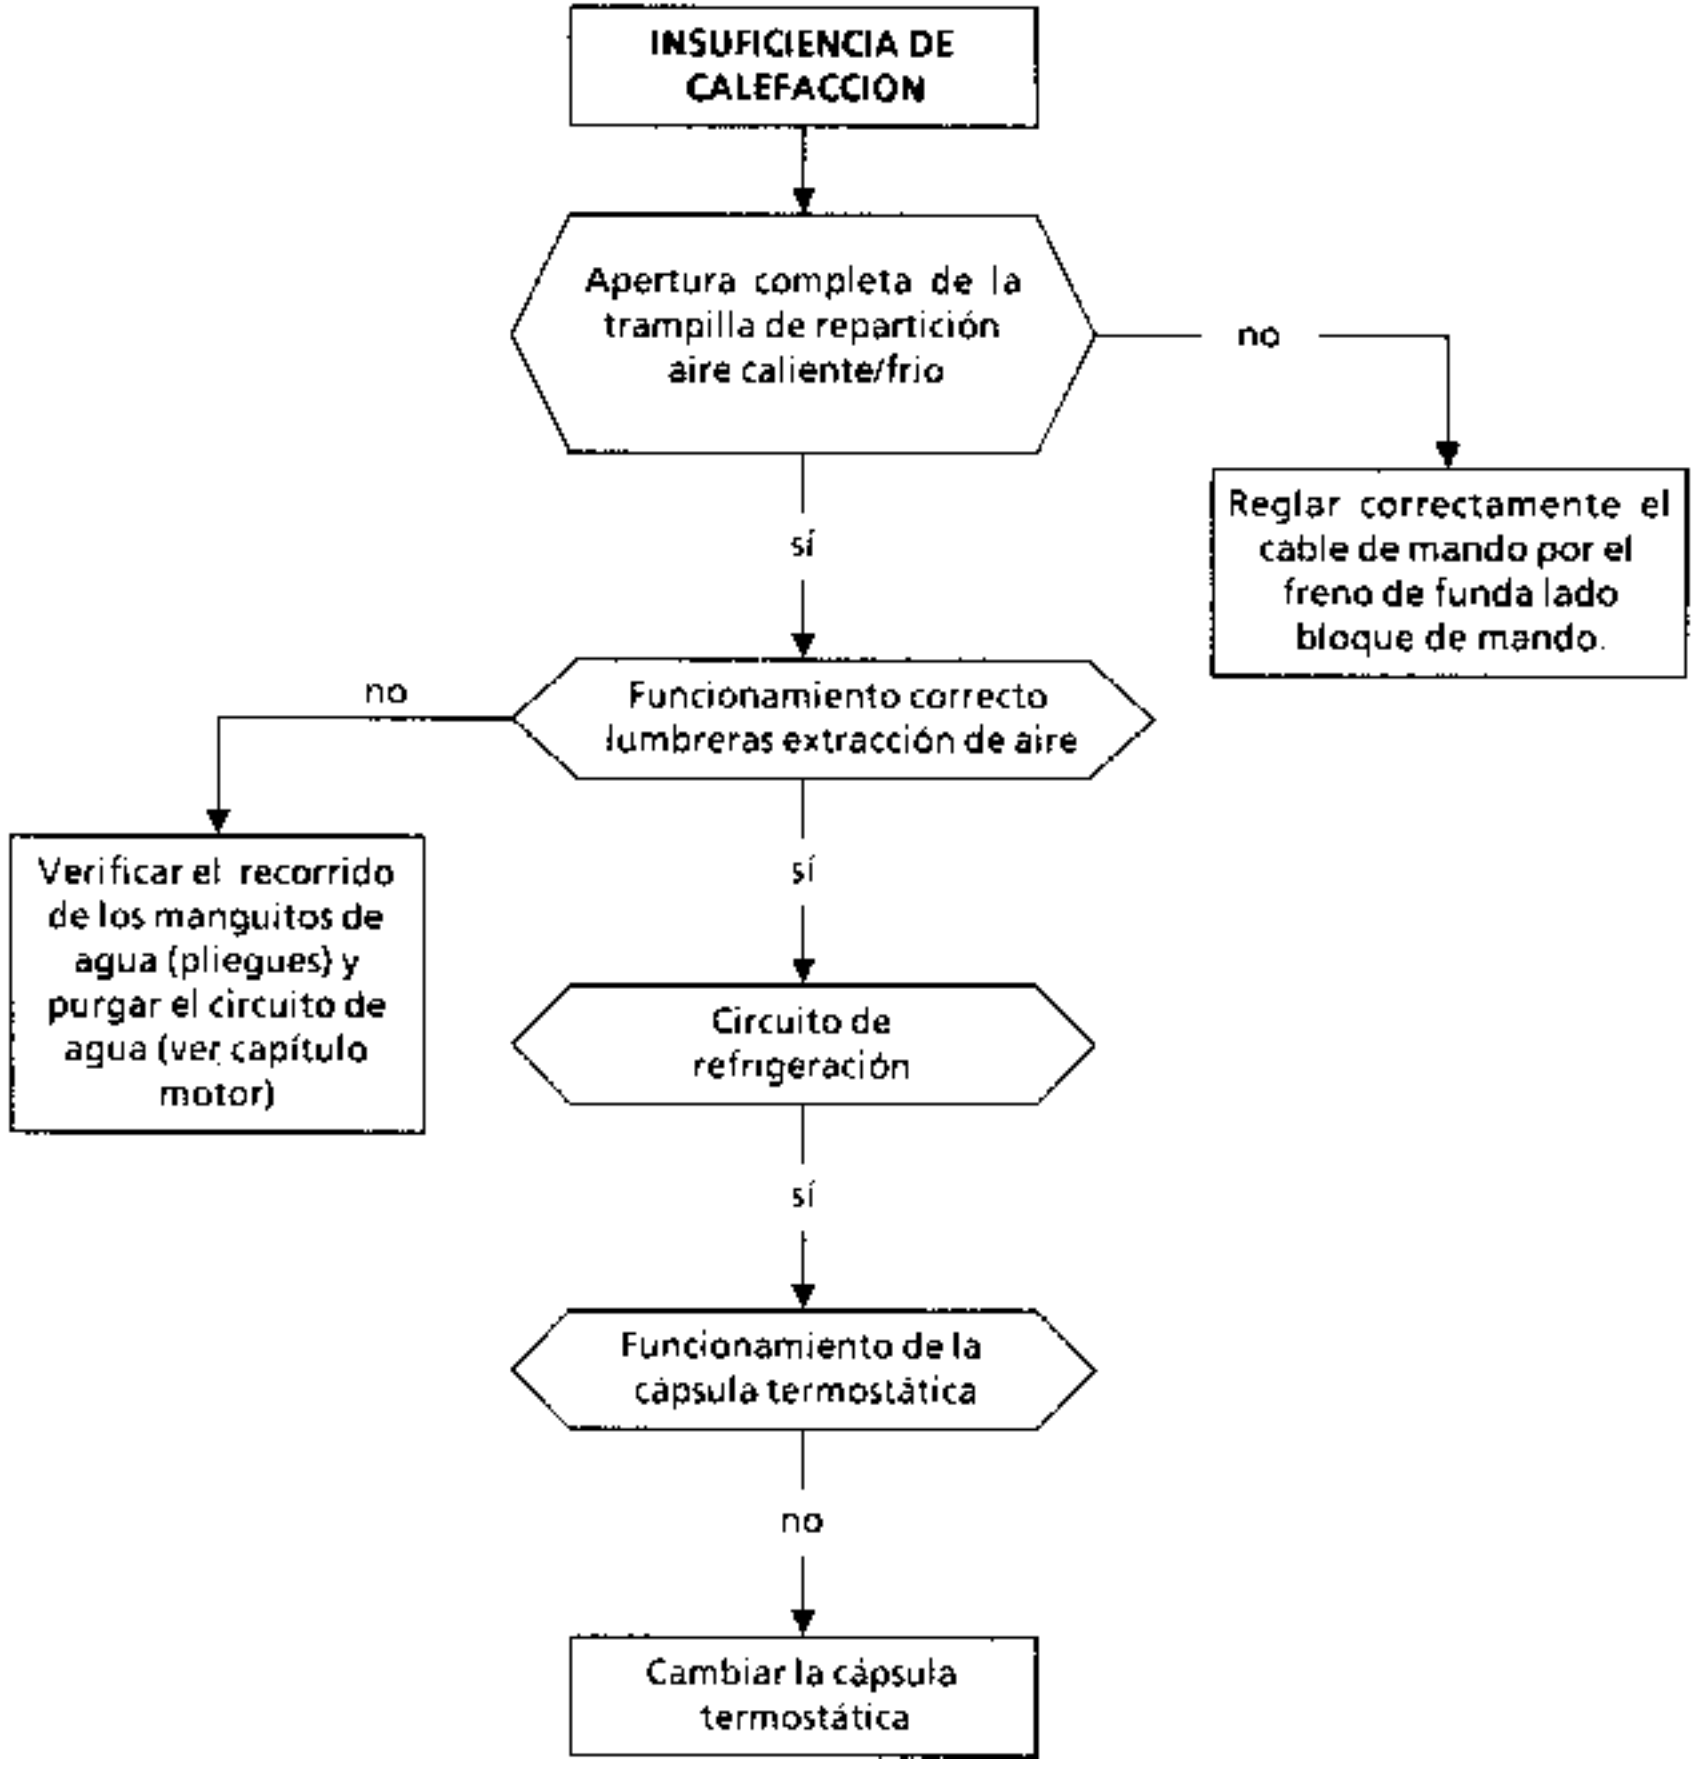 INSUFICIENCIA DE
CALEFACCION
Apertura completa de la
trampilla de repartición
aire caliente/frio
no
Reglar correctamente el
cable de mando por el
freno de funda lado
bloque de mando.
sí
Funcionamiento correcto
lumbreras extracción de aire
no
Verificar el recorrido
de los manguitos de
agua (pliegues) y
purgar el circuito de
agua (ver capítulo
motor)
sí
Circuito de
refrigeración
sí
Funcionamiento de la
cápsula termostática
no
Cambiar la cápsula
termostática